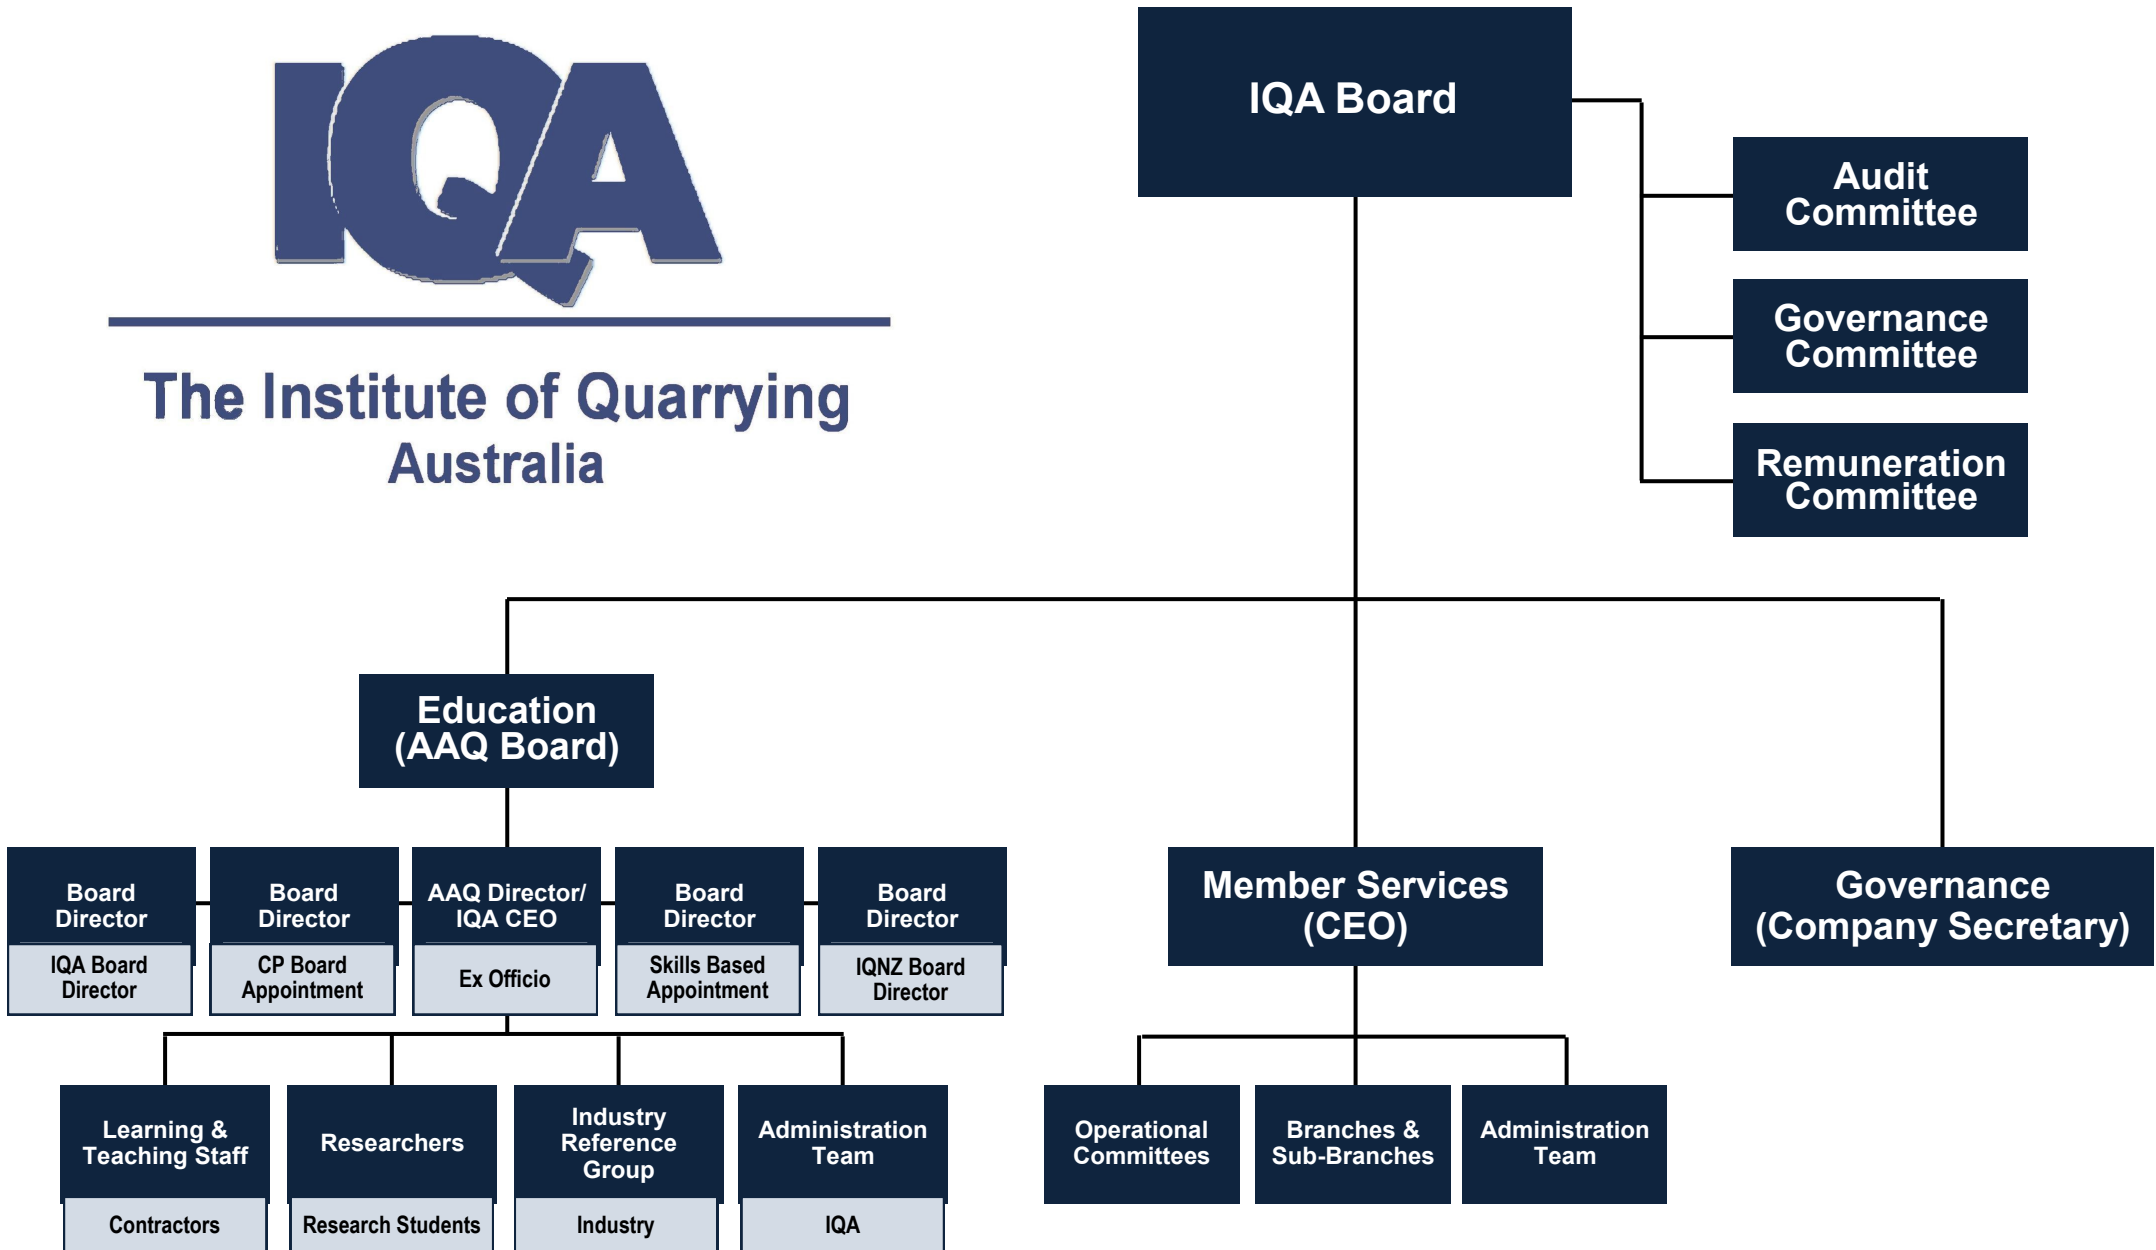 IQA
The Institute of Quarrying
Australia
IQA Board
Audit
Committee
Governance
Committee
Remuneration
Committee
Education
(AAQ Board)
Board
Director
IQA Board
Director
Board
Director
CP Board
Appointment
AAQ Director/
IQA CEO
Ex Officio
Board
Director
Skills Based
Appointment
Board
Director
IQNZ Board
Director
Member Services
(CEO)
Governance
(Company Secretary)
Learning &
Teaching Staff
Contractors
Researchers
Research Students
Industry
Reference
Group
Industry
Administration
Team
IQA
Operational
Committees
Branches &
Sub-Branches
Administration
Team